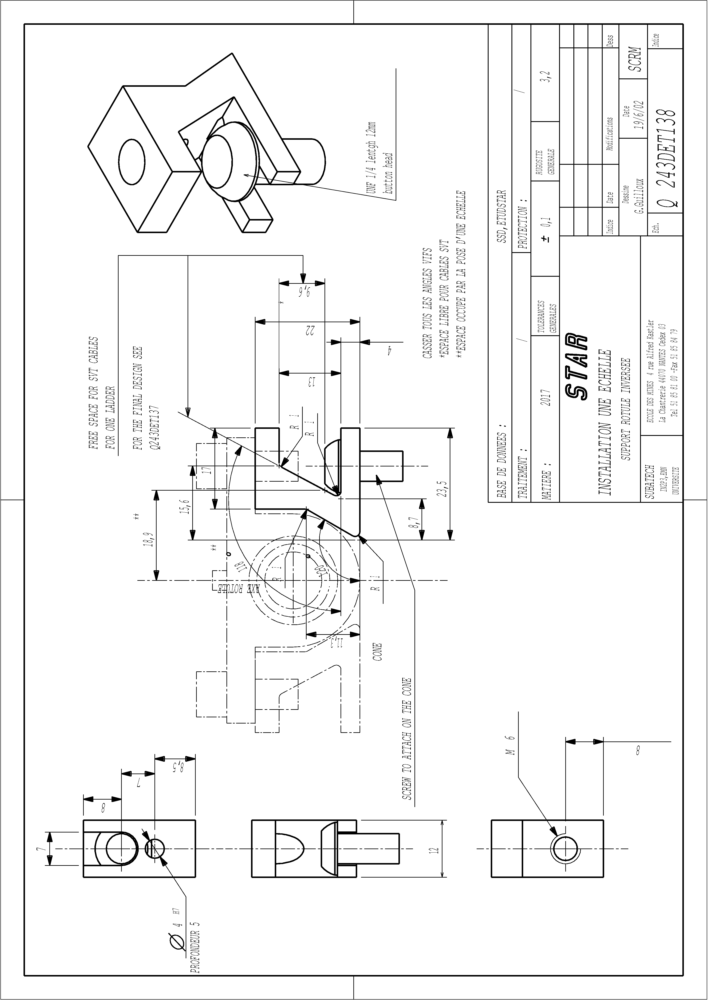 FREE SPACE FOR SVT CABLES
FOR ONE LADDER
FOR THE FINAL DESIGN SEE
Q243DET137
UNF 1/4 lentgh 12mm
button head
7
8
7
8,5
Ø 4 H7
PROFONDEUR 5
18,9
**
15,6
**
17
118°
120°
AXE ROTULE
R 1
R 1
R 1
R 1
9,6
*
22
13
4
11,3
8,7
23,5
CONE
SCREW TO ATTACH ON THE CONE
12
M 6
8
CASSER TOUS LES ANGLES VIFS
*ESPACE LIBRE POUR CABLES SVT
**ESPACE OCCUPE PAR LA POSE D'UNE ECHELLE
BASE DE DONNEES : SSD,ETUDSTAR
TRAITEMENT : / PROTECTION : /
MATIERE : 2017
TOLERANCES
GENERALES
± 0,1
RUGOSITE
GENERALE
3,2
STAR
INSTALLATION UNE ECHELLE
SUPPORT ROTULE INVERSEE
Indice Date Modifications Dess
Dessine
G.Guilloux
Date
19/6/02
SCRM
SUBATECH
IN2P3,EMN
UNIVERSITE
ECOLE DES MINES 4 rue Alfred Kastler
La Chantrerie 44070 NANTES Cedex 03
Tel 51 85 81 00 -Fax 51 85 84 79
Ech.
Q 243DET138
Indice